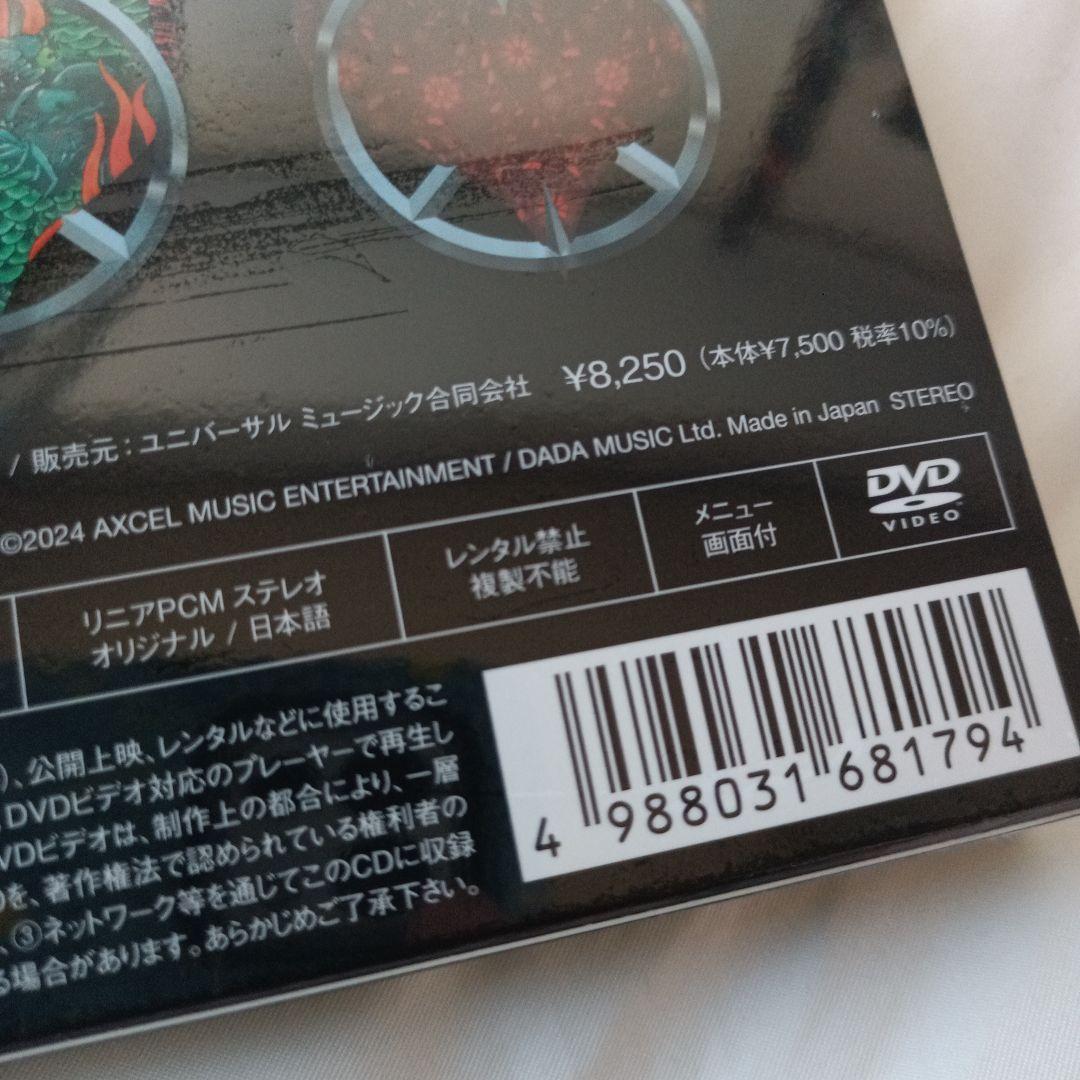 / 販売元：ユニバーサル ミュージック合同会社 ¥8,250 (本体¥7,500 税率10%)
©2024 AXCEL MUSIC ENTERTAINMENT / DADA MUSIC Ltd. Made in Japan STEREO
リニアPCM ステレオ
オリジナル / 日本語
レンタル禁止
複製不能
メニュー
画面付
DVD
VIDEO
)、公開上映、レンタルなどに使用するこ
DVDビデオ対応のプレーヤーで再生し
VDビデオは、制作上の都合により、一層
を、著作権法で認められている権利者の
、③ネットワーク等を通じてこのCDに収録
る場合があります。あらかじめご了承下さい。
4 988031 681794